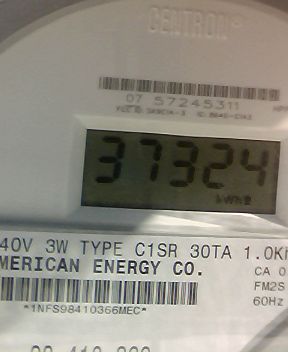 CENTRON®
07 57245311
37324
kWh
40V 3W TYPE C1SR 30TA 1.0Kh
MERICAN ENERGY CO.
CA 0
FM2S
60Hz
*1NFS98410366MEC*